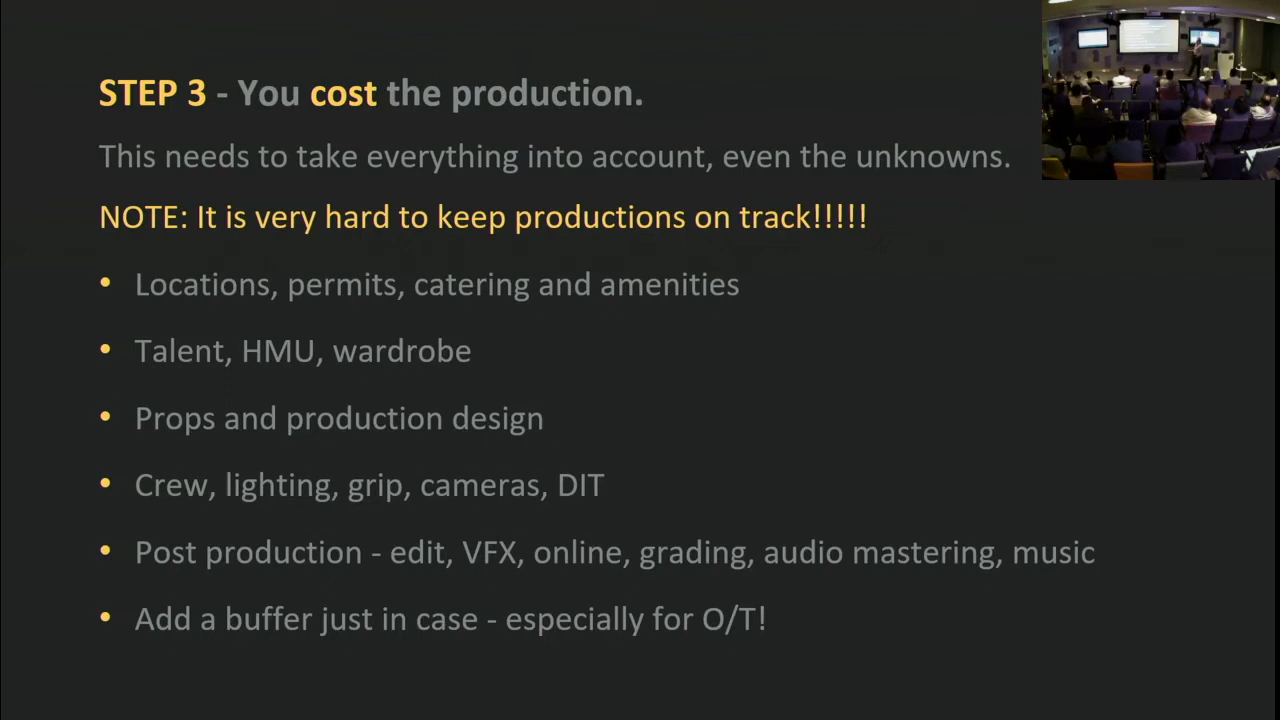 STEP 3 - You cost the production.
This needs to take everything into account, even the unknowns.
NOTE: It is very hard to keep productions on track!!!!!
• Locations, permits, catering and amenities
• Talent, HMU, wardrobe
• Props and production design
• Crew, lighting, grip, cameras, DIT
• Post production - edit, VFX, online, grading, audio mastering, music
• Add a buffer just in case - especially for O/T!